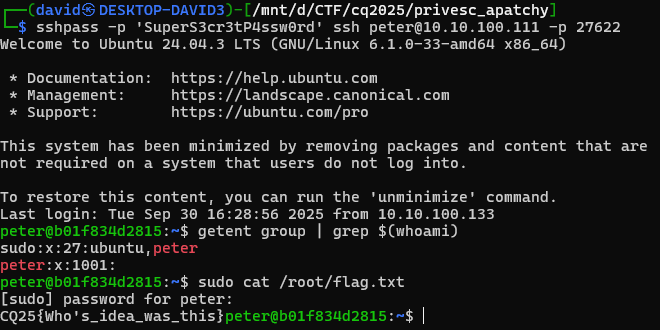 ┌──(david㉿DESKTOP-DAVID3)-[/mnt/d/CTF/cq2025/privesc_apatchy]
└─$ sshpass -p 'SuperS3cr3tP4ssw0rd' ssh peter@10.10.100.111 -p 27622
Welcome to Ubuntu 24.04.3 LTS (GNU/Linux 6.1.0-33-amd64 x86_64)
* Documentation:  https://help.ubuntu.com
* Management:     https://landscape.canonical.com
* Support:        https://ubuntu.com/pro
This system has been minimized by removing packages and content that are
not required on a system that users do not log into.
To restore this content, you can run the 'unminimize' command.
Last login: Tue Sep 30 16:28:56 2025 from 10.10.100.133
peter@b01f834d2815:~$ getent group | grep $(whoami)
sudo:x:27:ubuntu,peter
peter:x:1001:
peter@b01f834d2815:~$ sudo cat /root/flag.txt
[sudo] password for peter:
CQ25{Who's_idea_was_this}peter@b01f834d2815:~$